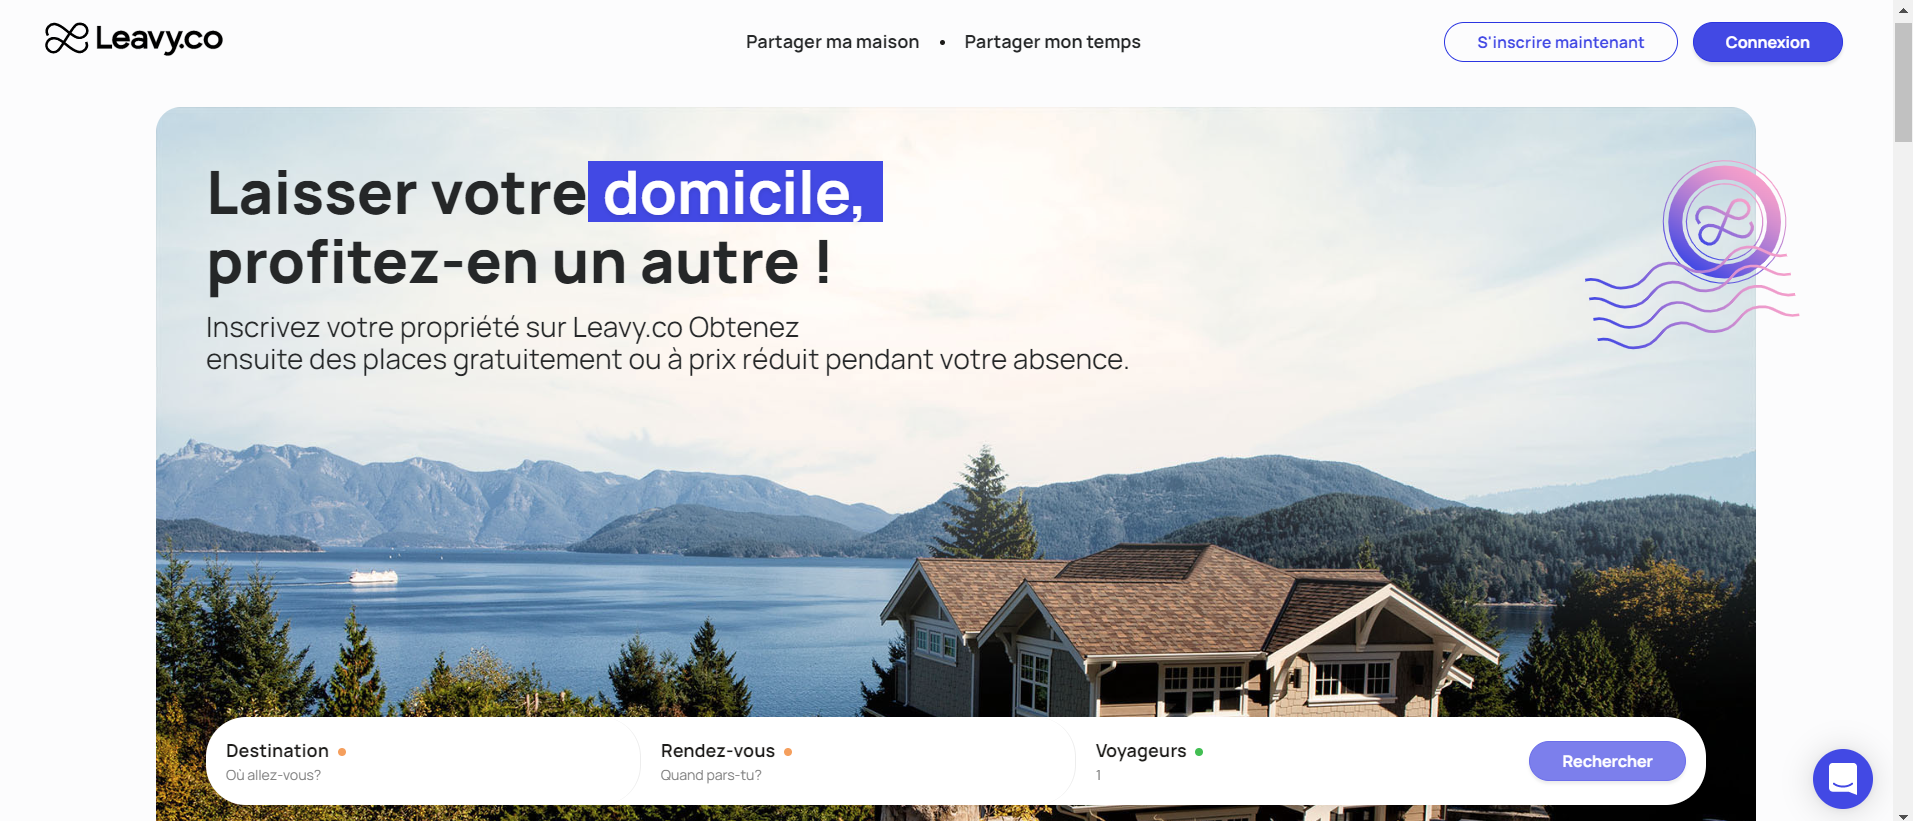 Leavy.co
Partager ma maison • Partager mon temps
S'inscrire maintenant
Connexion
Laisser votre domicile,
profitez-en un autre !
Inscrivez votre propriété sur Leavy.co Obtenez
ensuite des places gratuitement ou à prix réduit pendant votre absence.
Destination
Où allez-vous?
Rendez-vous
Quand pars-tu?
Voyageurs
1
Rechercher